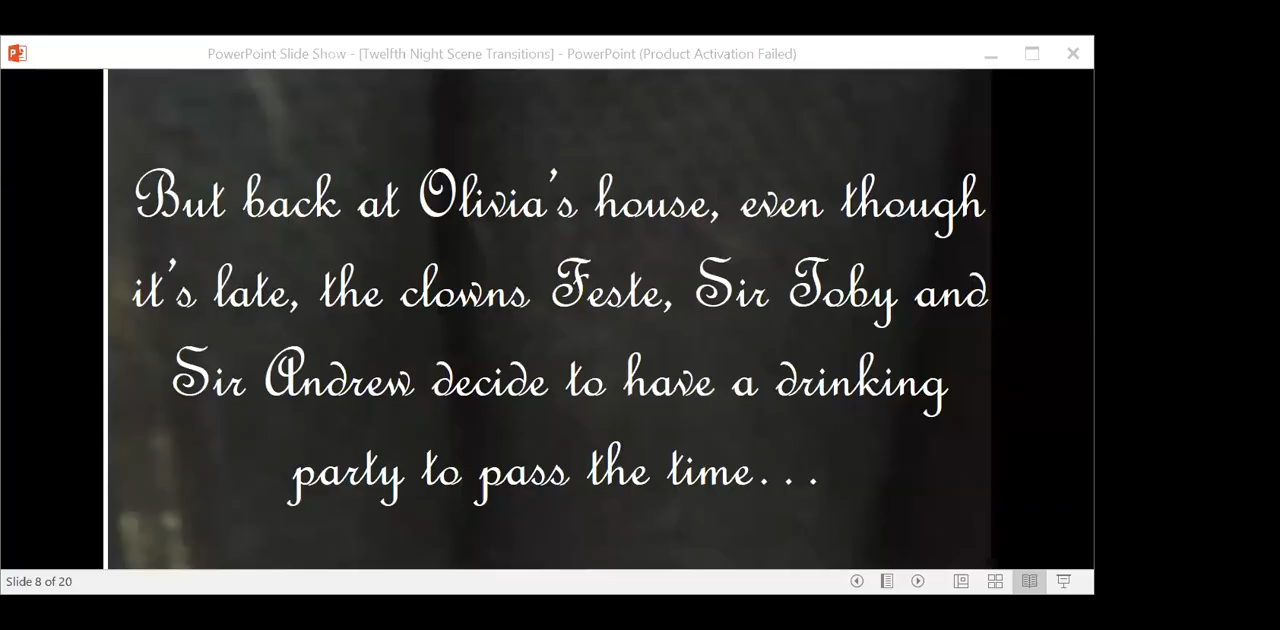 PowerPoint Slide Show - [Twelfth Night Scene Transitions] - PowerPoint (Product Activation Failed)
But back at Olivia's house, even though
it's late, the clowns Feste, Sir Toby and
Sir Andrew decide to have a drinking
party to pass the time...
Slide 8 of 20